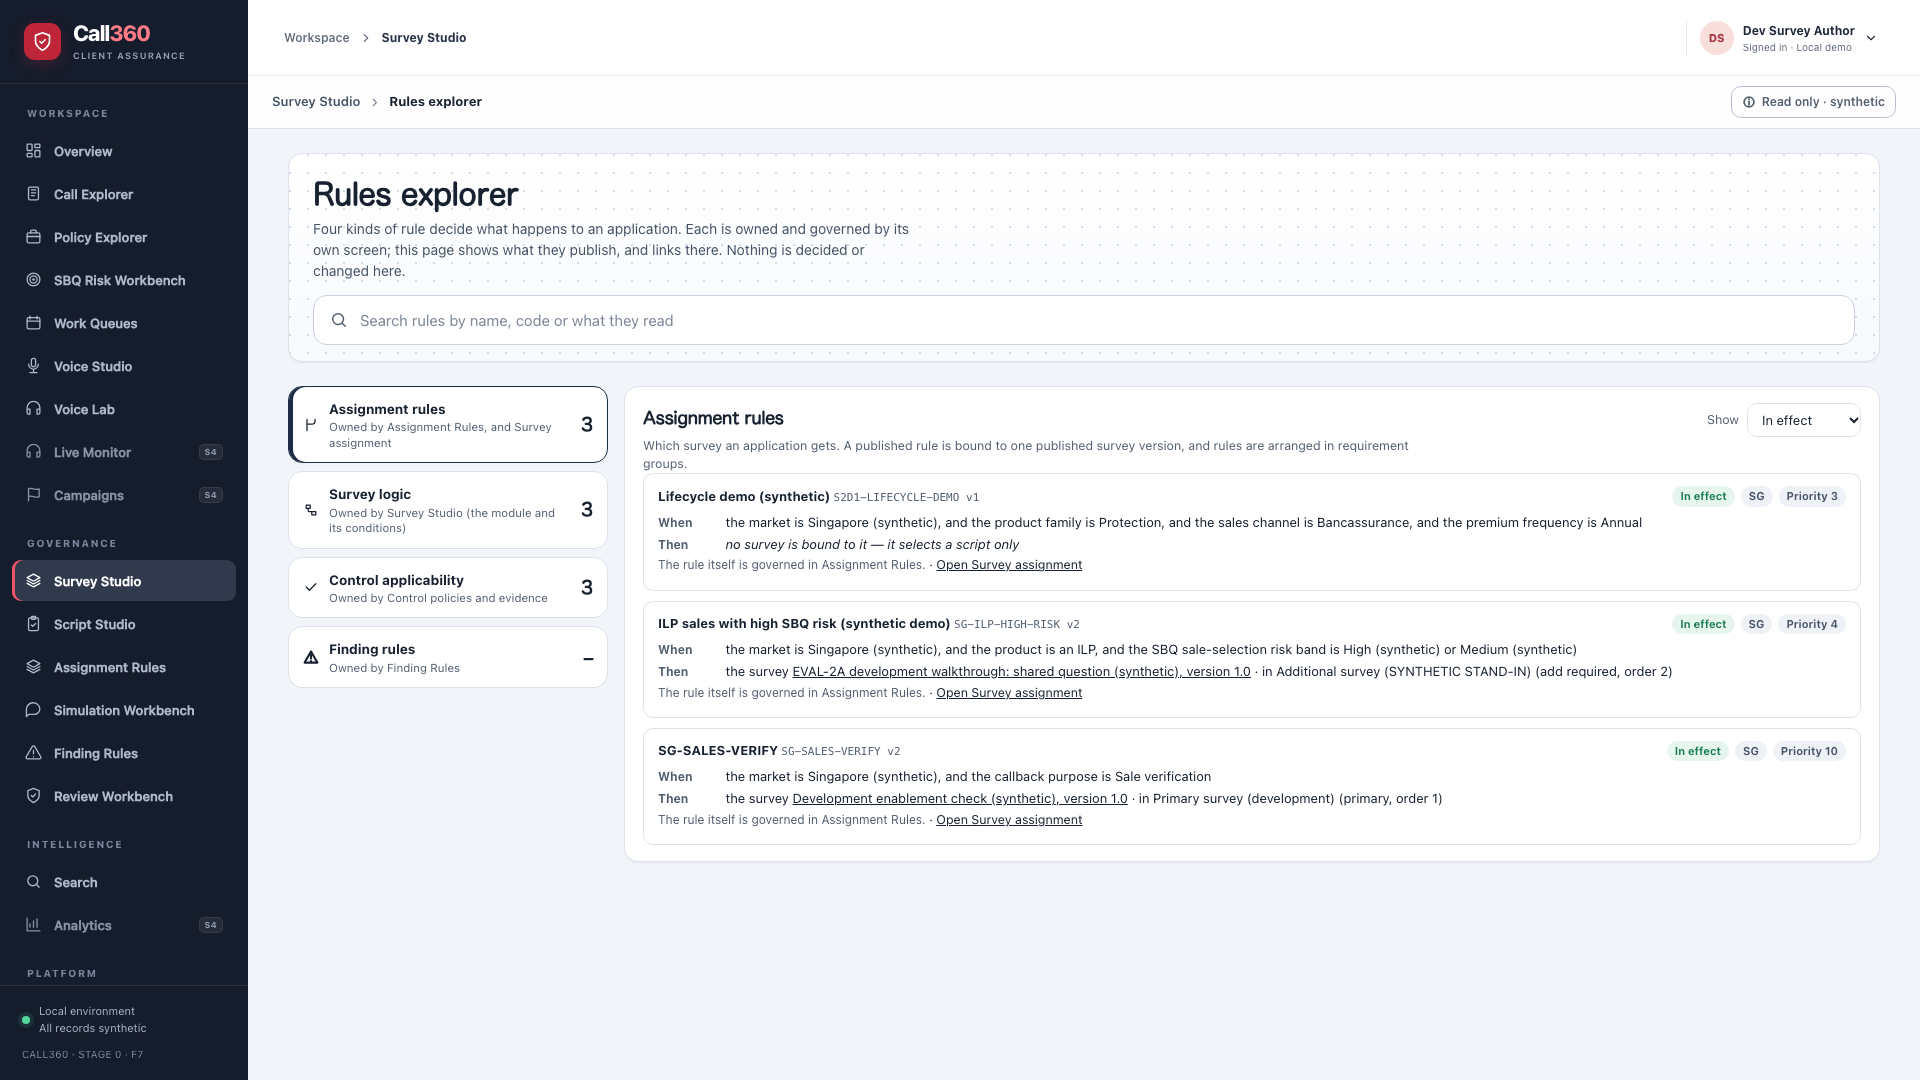 Call360
CLIENT ASSURANCE
WORKSPACE
Overview
Call Explorer
Policy Explorer
SBQ Risk Workbench
Work Queues
Voice Studio
Voice Lab
Live Monitor S4
Campaigns S4
GOVERNANCE
Survey Studio
Script Studio
Assignment Rules
Simulation Workbench
Finding Rules
Review Workbench
INTELLIGENCE
Search
Analytics S4
PLATFORM
Local environment
All records synthetic
CALL360 · STAGE 0 · F7
Workspace > Survey Studio
DS
Dev Survey Author
Signed in · Local demo
Survey Studio > Rules explorer
Read only · synthetic
Rules explorer
Four kinds of rule decide what happens to an application. Each is owned and governed by its
own screen; this page shows what they publish, and links there. Nothing is decided or
changed here.
Search rules by name, code or what they read
Assignment rules
Owned by Assignment Rules, and Survey
assignment
3
Survey logic
Owned by Survey Studio (the module and
its conditions)
3
Control applicability
Owned by Control policies and evidence
3
Finding rules
Owned by Finding Rules
–
Assignment rules
Show In effect
Which survey an application gets. A published rule is bound to one published survey version, and rules are arranged in requirement
groups.
Lifecycle demo (synthetic) S2D1-LIFECYCLE-DEMO v1 In effect SG Priority 3
When the market is Singapore (synthetic), and the product family is Protection, and the sales channel is Bancassurance, and the premium frequency is Annual
Then no survey is bound to it — it selects a script only
The rule itself is governed in Assignment Rules. · Open Survey assignment
ILP sales with high SBQ risk (synthetic demo) SG-ILP-HIGH-RISK v2 In effect SG Priority 4
When the market is Singapore (synthetic), and the product is an ILP, and the SBQ sale-selection risk band is High (synthetic) or Medium (synthetic)
Then the survey EVAL-2A development walkthrough: shared question (synthetic), version 1.0 · in Additional survey (SYNTHETIC STAND-IN) (add required, order 2)
The rule itself is governed in Assignment Rules. · Open Survey assignment
SG-SALES-VERIFY SG-SALES-VERIFY v2 In effect SG Priority 10
When the market is Singapore (synthetic), and the callback purpose is Sale verification
Then the survey Development enablement check (synthetic), version 1.0 · in Primary survey (development) (primary, order 1)
The rule itself is governed in Assignment Rules. · Open Survey assignment